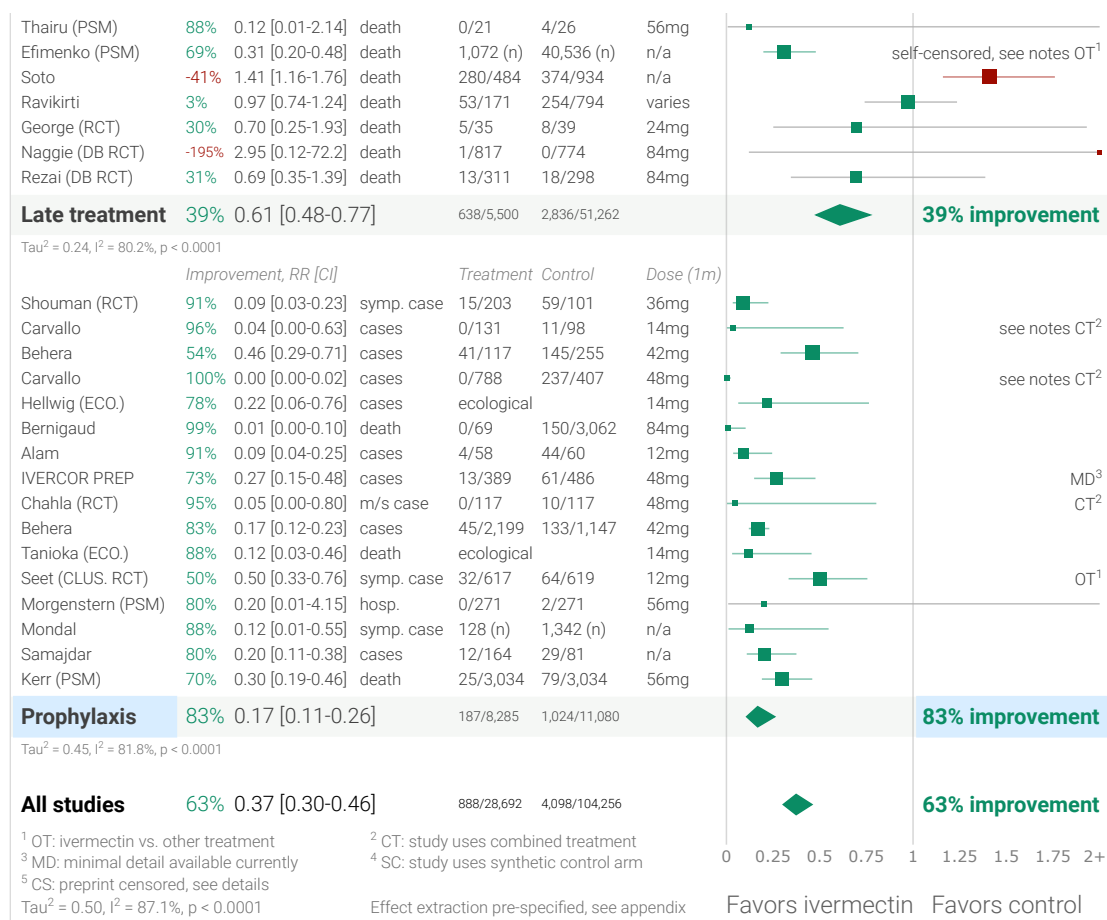 Thairu (PSM) 88% 0.12 [0.01-2.14] death 0/21 4/26 56mg
Efimenko (PSM) 69% 0.31 [0.20-0.48] death 1,072 (n) 40,536 (n) n/a self-censored, see notes OT1
Soto -41% 1.41 [1.16-1.76] death 280/484 374/934 n/a
Ravikirti 3% 0.97 [0.74-1.24] death 53/171 254/794 varies
George (RCT) 30% 0.70 [0.25-1.93] death 5/35 8/39 24mg
Naggie (DB RCT) -195% 2.95 [0.12-72.2] death 1/817 0/774 84mg
Rezai (DB RCT) 31% 0.69 [0.35-1.39] death 13/311 18/298 84mg
Late treatment 39% 0.61 [0.48-0.77] 638/5,500 2,836/51,262 39% improvement
Tau2 = 0.24, I2 = 80.2%, p < 0.0001
Improvement, RR [CI] Treatment Control Dose (1m)
Shouman (RCT) 91% 0.09 [0.03-0.23] symp. case 15/203 59/101 36mg
Carvallo 96% 0.04 [0.00-0.63] cases 0/131 11/98 14mg see notes CT2
Behera 54% 0.46 [0.29-0.71] cases 41/117 145/255 42mg
Carvallo 100% 0.00 [0.00-0.02] cases 0/788 237/407 48mg see notes CT2
Hellwig (ECO.) 78% 0.22 [0.06-0.76] cases ecological 14mg
Bernigaud 99% 0.01 [0.00-0.10] death 0/69 150/3,062 84mg
Alam 91% 0.09 [0.04-0.25] cases 4/58 44/60 12mg
IVERCOR PREP 73% 0.27 [0.15-0.48] cases 13/389 61/486 48mg MD3
Chahla (RCT) 95% 0.05 [0.00-0.80] m/s case 0/117 10/117 48mg CT2
Behera 83% 0.17 [0.12-0.23] cases 45/2,199 133/1,147 42mg
Tanioka (ECO.) 88% 0.12 [0.03-0.46] death ecological 14mg
Seet (CLUS. RCT) 50% 0.50 [0.33-0.76] symp. case 32/617 64/619 12mg OT1
Morgenstern (PSM) 80% 0.20 [0.01-4.15] hosp. 0/271 2/271 56mg
Mondal 88% 0.12 [0.01-0.55] symp. case 128 (n) 1,342 (n) n/a
Samajdar 80% 0.20 [0.11-0.38] cases 12/164 29/81 n/a
Kerr (PSM) 70% 0.30 [0.19-0.46] death 25/3,034 79/3,034 56mg
Prophylaxis 83% 0.17 [0.11-0.26] 187/8,285 1,024/11,080 83% improvement
Tau2 = 0.45, I2 = 81.8%, p < 0.0001
All studies 63% 0.37 [0.30-0.46] 888/28,692 4,098/104,256 63% improvement
1 OT: ivermectin vs. other treatment 2 CT: study uses combined treatment
3 MD: minimal detail available currently 4 SC: study uses synthetic control arm
5 CS: preprint censored, see details
0 0.25 0.5 0.75 1 1.25 1.5 1.75 2+
Tau2 = 0.50, I2 = 87.1%, p < 0.0001 Effect extraction pre-specified, see appendix Favors ivermectin Favors control